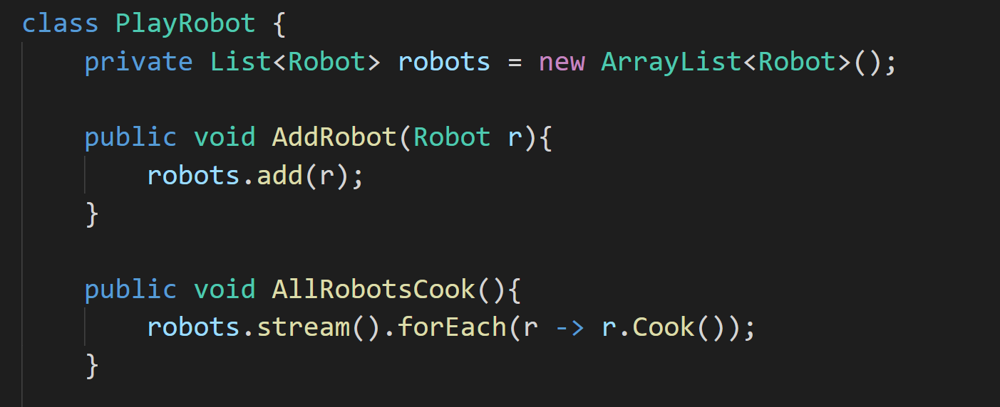 class PlayRobot {
    private List<Robot> robots = new ArrayList<Robot>();
    public void AddRobot(Robot r){
        robots.add(r);
    }
    public void AllRobotsCook(){
        robots.stream().forEach(r -> r.Cook());
    }